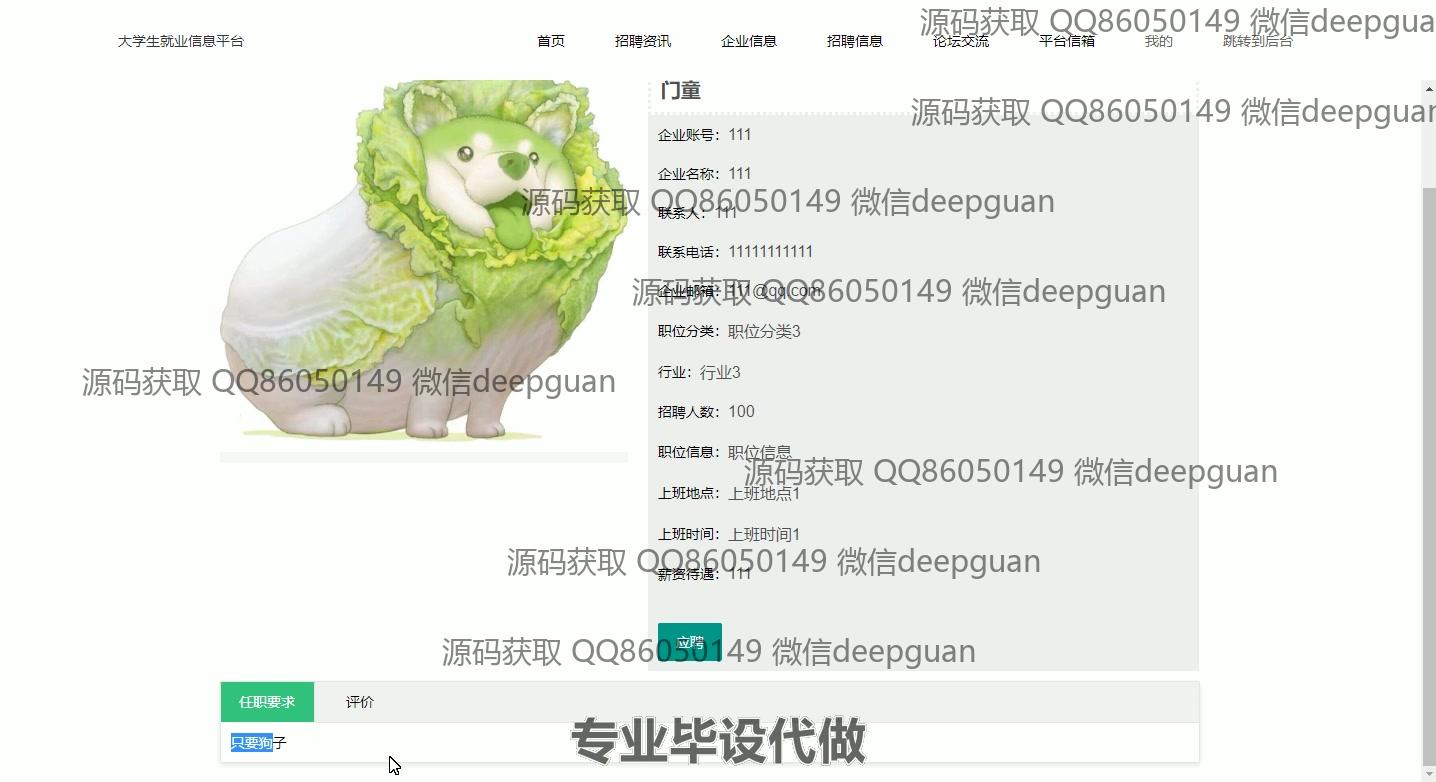 源码获取 QQ86050149 微信deepgua
大学生就业信息平台 首页 招聘资讯 企业信息 招聘信息 论坛交流 平台信箱 我的 跳转到后台
门童
源码获取 QQ86050149 微信deepguan
企业账号：111
企业名称：111
源码获取 QQ86050149 微信deepguan
联系人：111
联系电话：11111111111
企业邮箱：111@qq.com
源码获取 QQ86050149 微信deepguan
职位分类：职位分类3
行业：行业3
源码获取 QQ86050149 微信deepguan
招聘人数：100
职位信息：职位信息
源码获取 QQ86050149 微信deepguan
上班地点：上班地点1
上班时间：上班时间1
源码获取 QQ86050149 微信deepguan
薪资待遇：111
应聘
源码获取 QQ86050149 微信deepguan
任职要求 评价
只要狗子
专业毕设代做